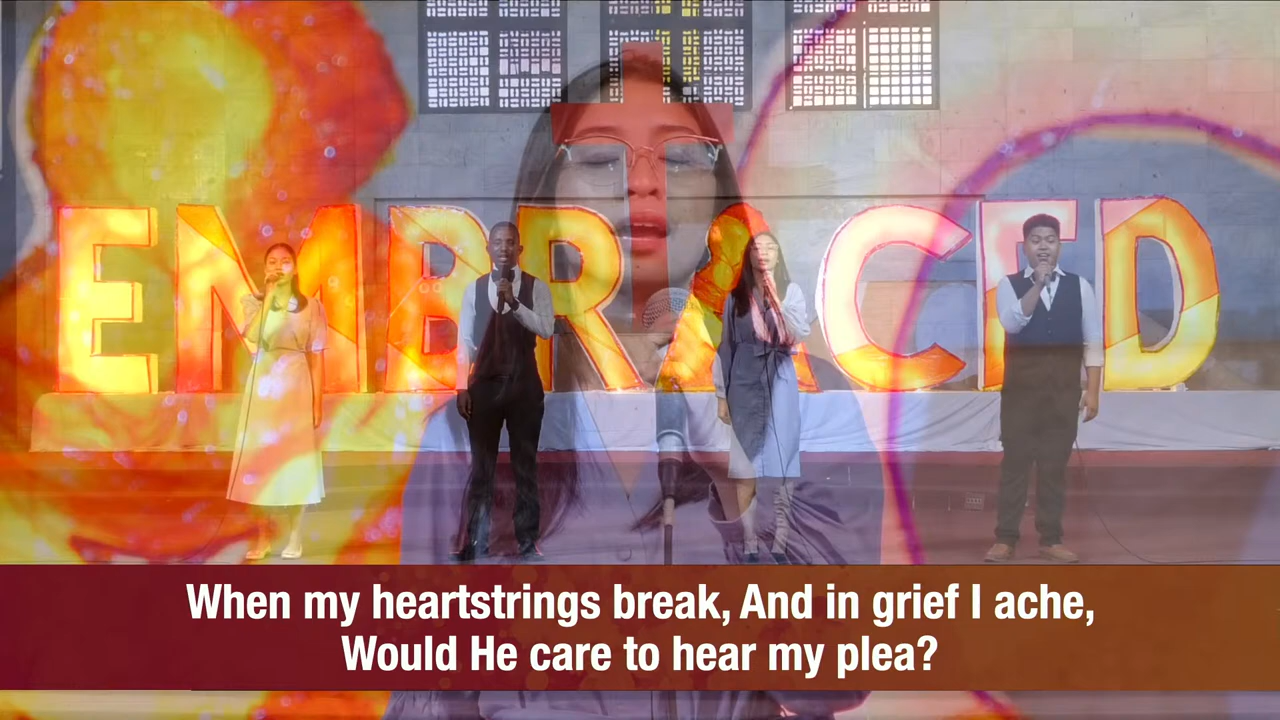 EMBRACED
When my heartstrings break, And in grief I ache,
Would He care to hear my plea?